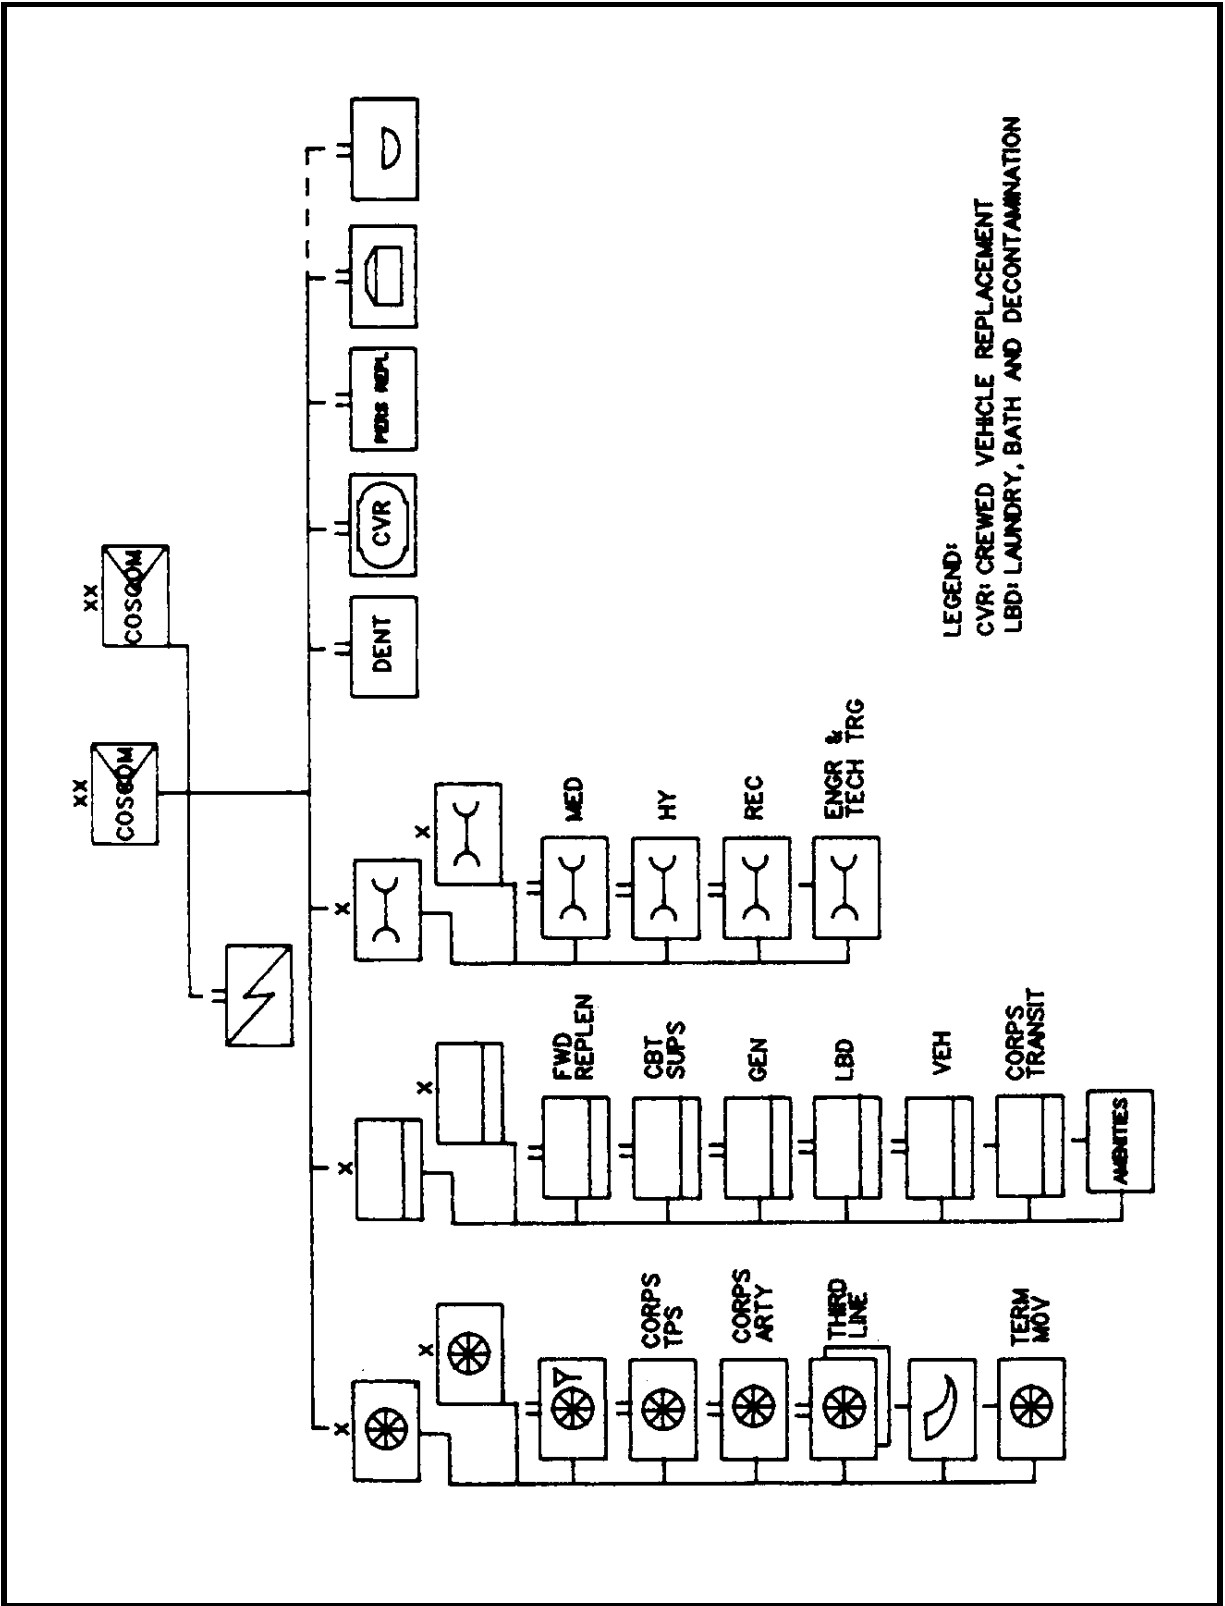 XX
COSCOM
XX
COSCOM
X
X
X
X
X
X
DENT
CVR
PERS REPL
CORPS
TPS
CORPS
ARTY
THIRD
LINE
TERM
MOV
FWD
REPLEN
CBT
SUPS
GEN
LBD
VEH
CORPS
TRANSIT
AMENITIES
MED
HY
REC
ENGR &
TECH TRG
LEGEND:
CVR: CREWED VEHICLE REPLACEMENT
LBD: LAUNDRY, BATH AND DECONTAMINATION